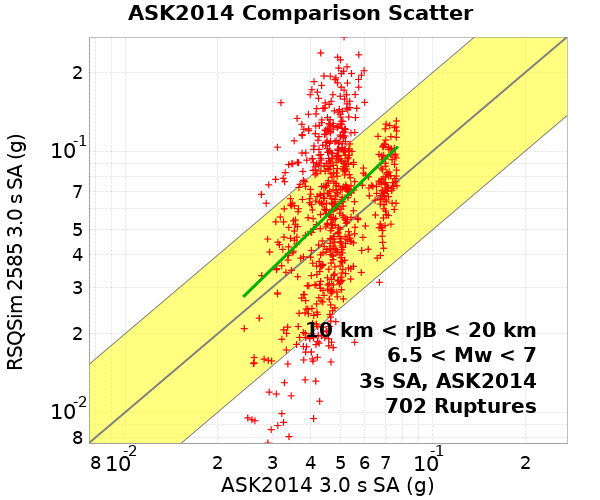 ASK2014 Comparison Scatter
RSQSim 2585 3.0 s SA (g)
2
10-1
7
5
4
3
2
10-2
8
10 km < rJB < 20 km
6.5 < Mw < 7
3s SA, ASK2014
702 Ruptures
8 10-2 2 3 4 5 6 7 10-1 2
ASK2014 3.0 s SA (g)